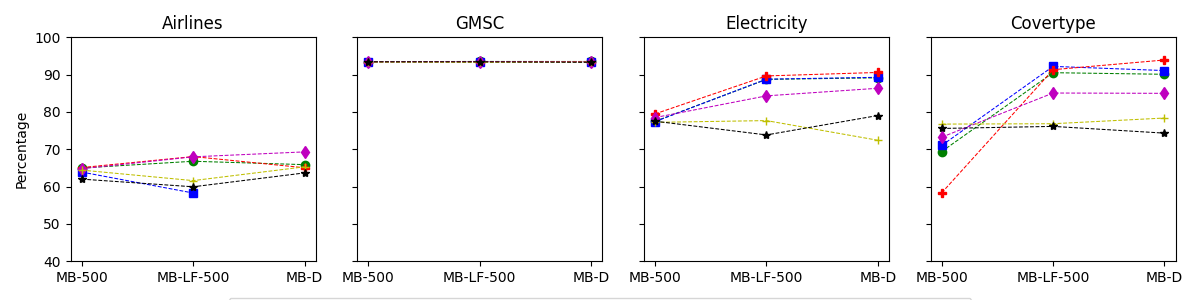 Airlines GMSC Electricity Covertype
100
90
80
70
60
50
40
Percentage
MB-500 MB-LF-500 MB-D MB-500 MB-LF-500 MB-D MB-500 MB-LF-500 MB-D MB-500 MB-LF-500 MB-D